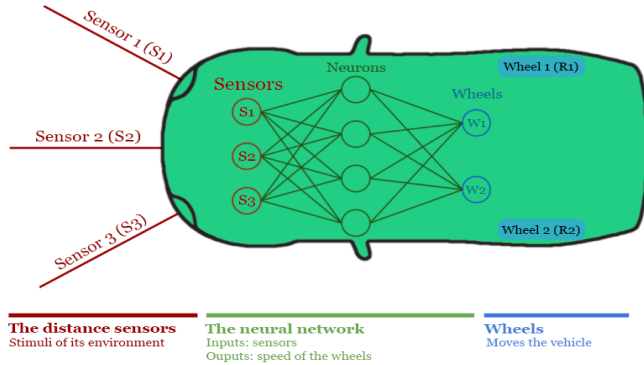 Sensor 1 (S1)
Sensor 2 (S2)
Sensor 3 (S3)
Sensors
S1
S2
S3
Neurons
Wheels
W1
W2
Wheel 1 (R1)
Wheel 2 (R2)
The distance sensors
Stimuli of its environment
The neural network
Inputs: sensors
Ouputs: speed of the wheels
Wheels
Moves the vehicle